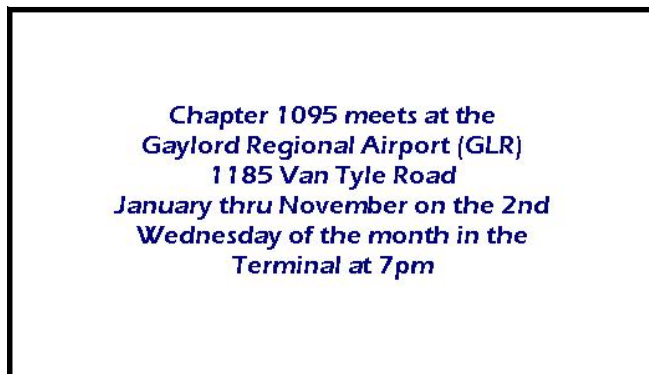 Chapter 1095 meets at the
Gaylord Regional Airport (GLR)
1185 Van Tyle Road
January thru November on the 2nd
Wednesday of the month in the
Terminal at 7pm